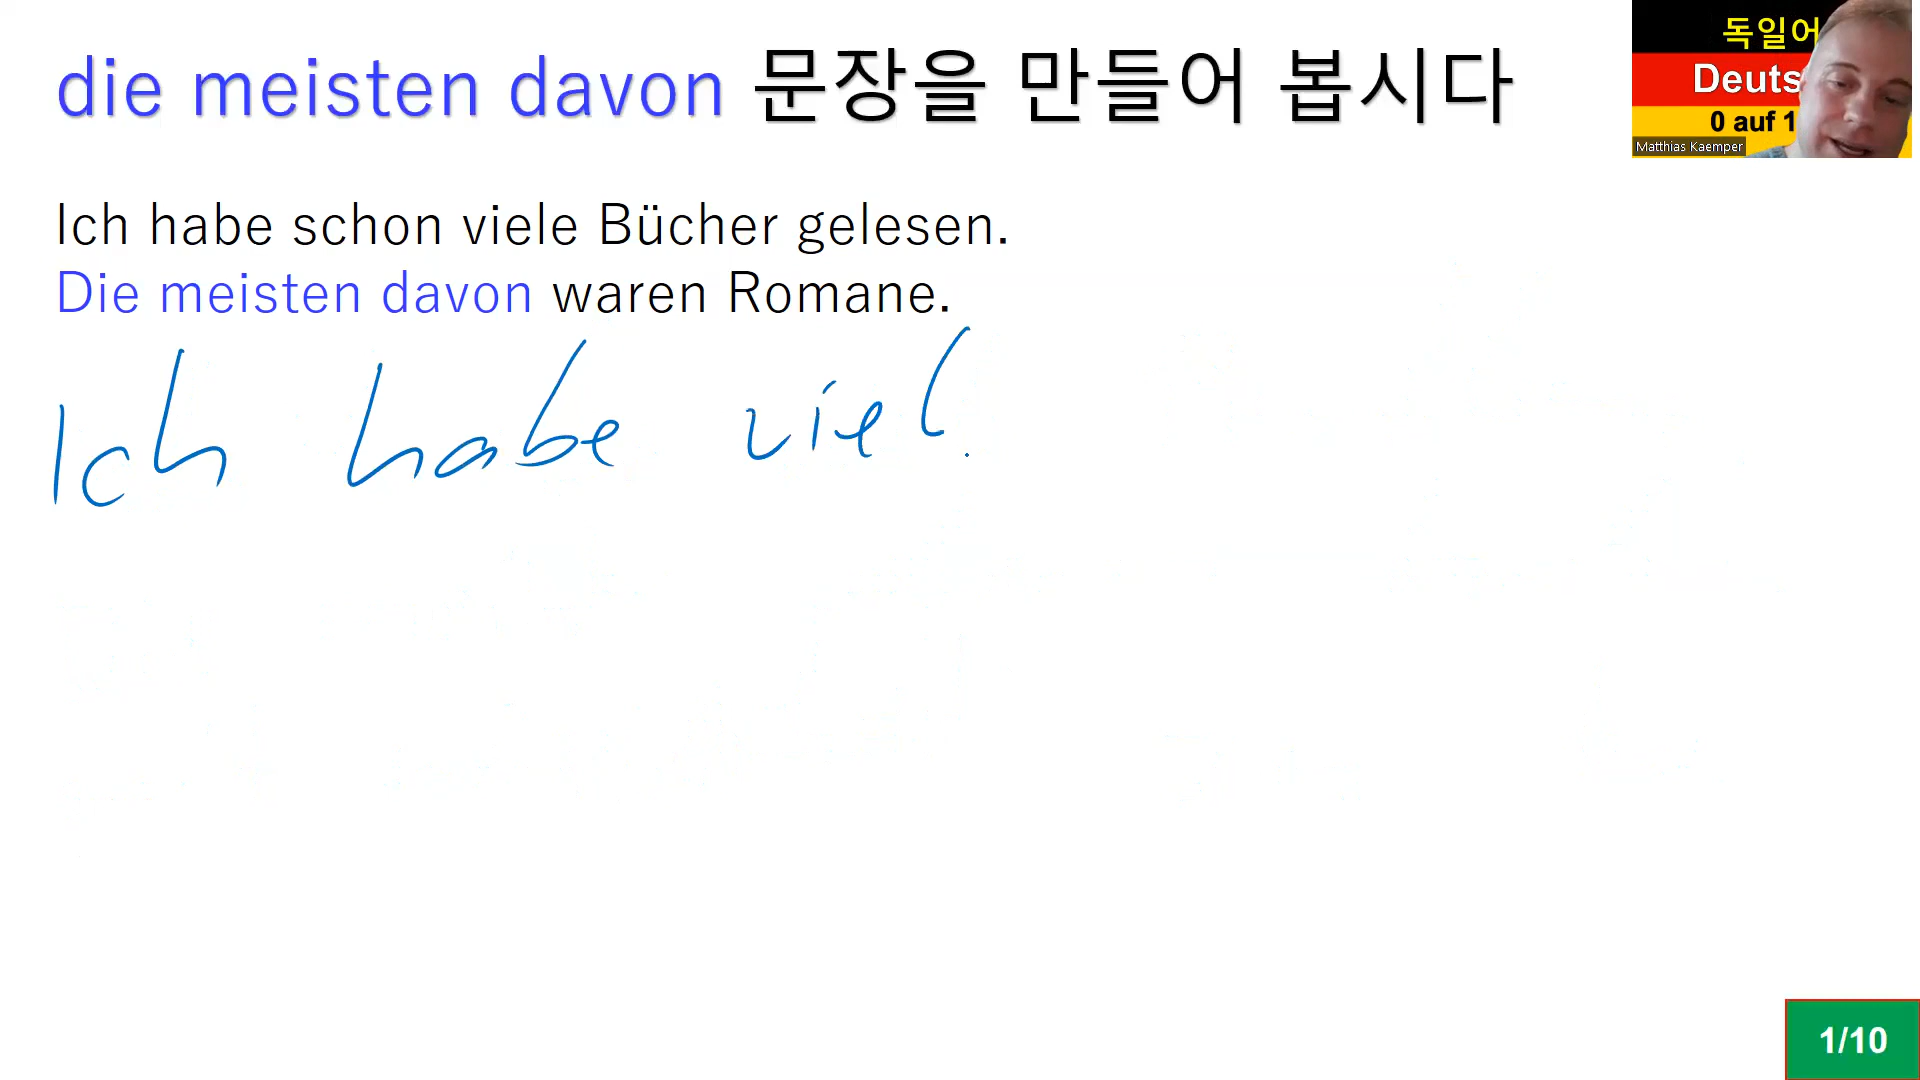 die meisten davon 문장을 만들어 봅시다
독일어
Deuts
0 auf 1
Matthias Kaemper
Ich habe schon viele Bücher gelesen.
Die meisten davon waren Romane.
Ich habe viel
1/10